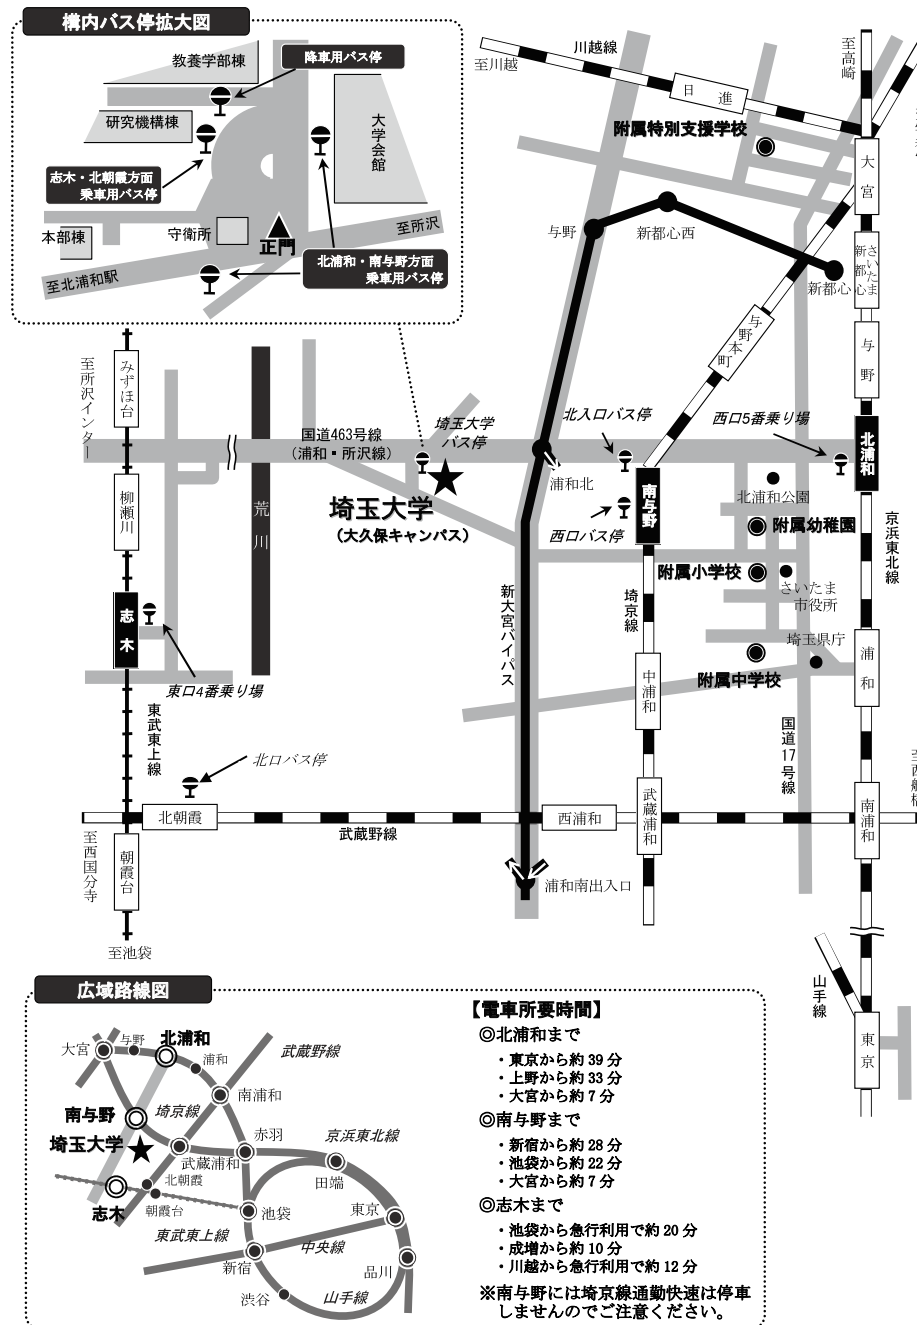 構内バス停拡大図
教養学部棟
降車用バス停
研究機構棟
大学会館
志木・北朝霞方面
乗車用バス停
至所沢
本部棟
守衛所
正門
北浦和・南与野方面
乗車用バス停
至北浦和駅
川越線
至川越
至高崎
日進
附属特別支援学校
大宮
与野
新都心西
新都心
さいたま
新都心
与野本町
与野
至所沢インター
みずほ台
国道463号線
(浦和・所沢線)
埼玉大学
バス停
北入口バス停
西口5番乗り場
北浦和
浦和北
南与野
北浦和公園
柳瀬川
荒川
埼玉大学
(大久保キャンパス)
西口バス停
附属幼稚園
京浜東北線
附属小学校
さいたま
市役所
志木
新大宮バイパス
埼京線
埼玉県庁
浦和
中浦和
附属中学校
東口4番乗り場
東武東上線
国道17号線
北口バス停
北朝霞
武蔵野線
西浦和
武蔵浦和
南浦和
至西国分寺
朝霞台
浦和南出入口
至池袋
山手線
東京
広域路線図
大宮
与野
北浦和
浦和
武蔵野線
南浦和
南与野
埼京線
埼玉大学
赤羽
京浜東北線
武蔵浦和
北朝霞
田端
志木
朝霞台
池袋
東京
東武東上線
中央線
新宿
品川
渋谷
山手線
【電車所要時間】
◎北浦和まで
・東京から約 39 分
・上野から約 33 分
・大宮から約 7 分
◎南与野まで
・新宿から約 28 分
・池袋から約 22 分
・大宮から約 7 分
◎志木まで
・池袋から急行利用で約 20 分
・成増から約 10 分
・川越から急行利用で約 12 分
※南与野には埼京線通勤快速は停車
しませんのでご注意ください。